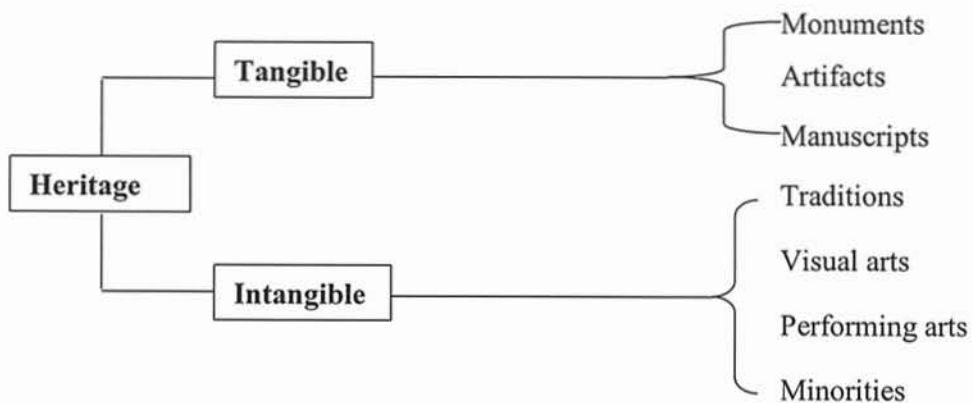 Monuments
Tangible
Artifacts
Manuscripts
Heritage
Traditions
Visual arts
Intangible
Performing arts
Minorities